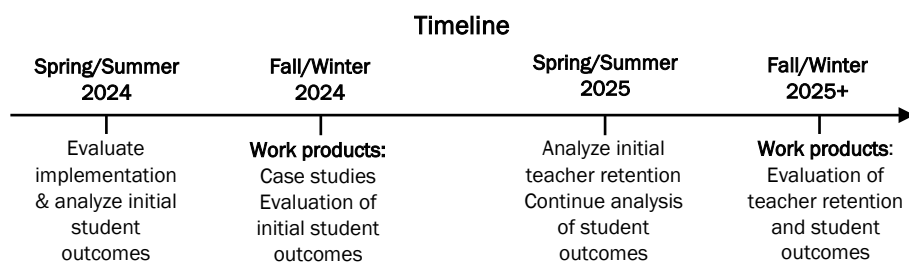 Timeline
Spring/Summer
2024
Fall/Winter
2024
Spring/Summer
2025
Fall/Winter
2025+
Evaluate
implementation
& analyze initial
student
outcomes
Work products:
Case studies
Evaluation of
initial student
outcomes
Analyze initial
teacher retention
Continue analysis
of student
outcomes
Work products:
Evaluation of
teacher retention
and student
outcomes